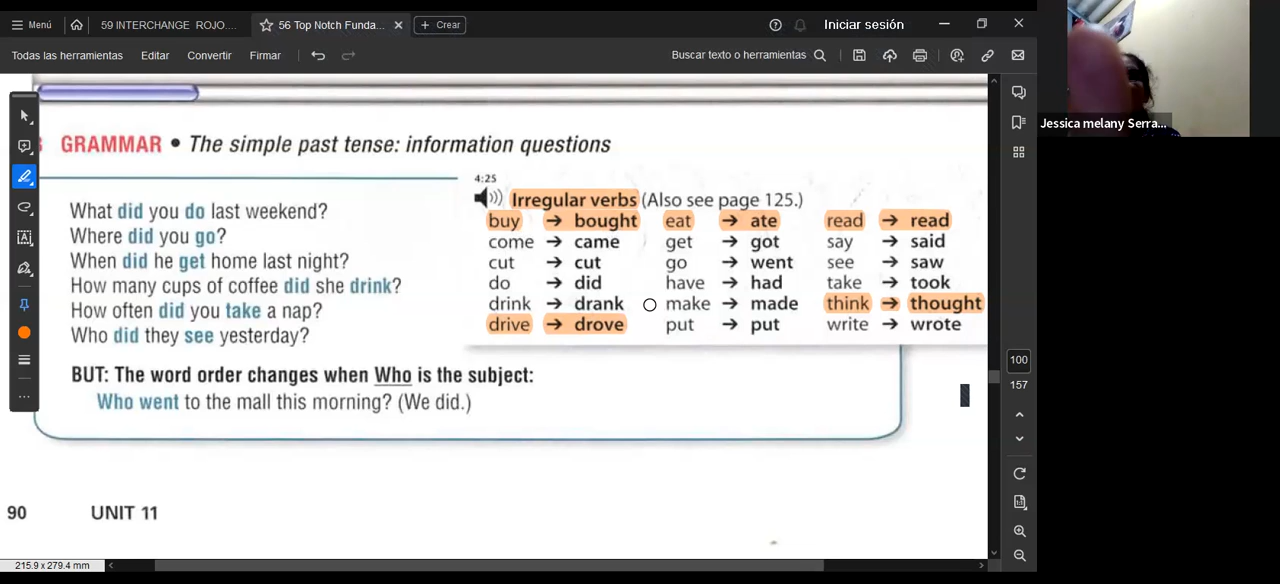 Menú
59 INTERCHANGE ROJO....
56 Top Notch Funda...
Crear
Iniciar sesión
Todas las herramientas
Editar
Convertir
Firmar
Buscar texto o herramientas
GRAMMAR • The simple past tense: information questions
What did you do last weekend?
Where did you go?
When did he get home last night?
How many cups of coffee did she drink?
How often did you take a nap?
Who did they see yesterday?
4:25
Irregular verbs (Also see page 125.)
buy → bought eat → ate read → read
come → came get → got say → said
cut → cut go → went see → saw
do → did have → had take → took
drink → drank make → made think → thought
drive → drove put → put write → wrote
BUT: The word order changes when Who is the subject:
Who went to the mall this morning? (We did.)
90 UNIT 11
100
157
215.9 x 279.4 mm
Jessica melany Serra...